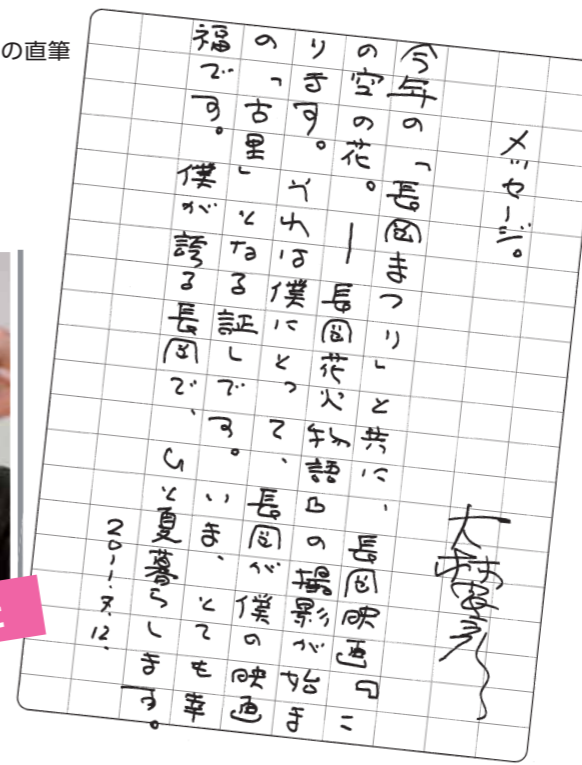 の直筆
メッセージ。
大林宣彦
今年の「長岡まつり」と共に、長岡映画『こ
の空の花。―長岡花火物語』の撮影が始ま
ります。それは僕にとって、長岡が僕の映画
の「古里」となる証しです。いま、とても幸
福です。僕が誇る長岡で、ひと夏暮らします。
2011.7.12.